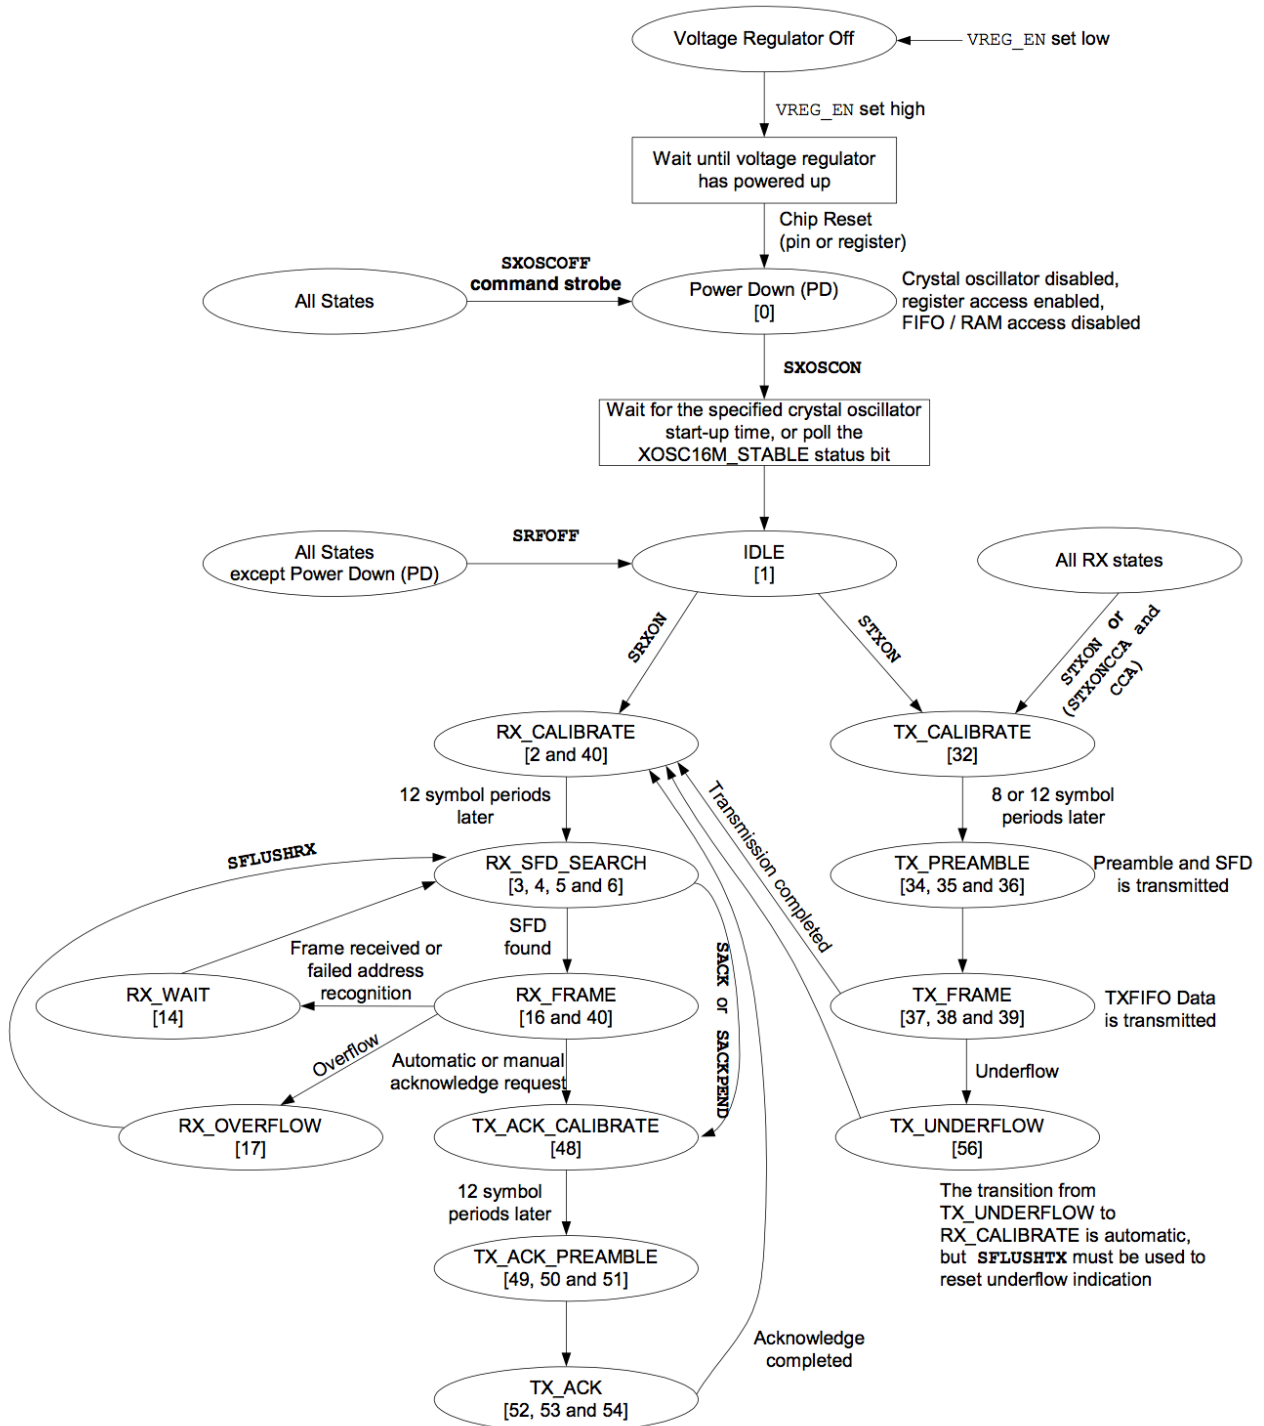 Voltage Regulator Off
VREG_EN set low
VREG_EN set high
Wait until voltage regulator
has powered up
Chip Reset
(pin or register)
SXOSCOFF
command strobe
All States
Power Down (PD)
[0]
Crystal oscillator disabled,
register access enabled,
FIFO / RAM access disabled
SXOSCON
Wait for the specified crystal oscillator
start-up time, or poll the
XOSC16M_STABLE status bit
All States
except Power Down (PD)
SRFOFF
IDLE
[1]
All RX states
SRXON
STXON
STXON or
(STXONCCA and
CCA)
RX_CALIBRATE
[2 and 40]
TX_CALIBRATE
[32]
12 symbol periods
later
8 or 12 symbol
periods later
Transmission completed
SFLUSHRX
RX_SFD_SEARCH
[3, 4, 5 and 6]
TX_PREAMBLE
[34, 35 and 36]
Preamble and SFD
is transmitted
SFD
found
SACK or SACKPEND
Frame received or
failed address
recognition
RX_WAIT
[14]
RX_FRAME
[16 and 40]
TX_FRAME
[37, 38 and 39]
TXFIFO Data
is transmitted
Overflow
Automatic or manual
acknowledge request
Underflow
RX_OVERFLOW
[17]
TX_ACK_CALIBRATE
[48]
TX_UNDERFLOW
[56]
12 symbol
periods later
The transition from
TX_UNDERFLOW to
RX_CALIBRATE is automatic,
but SFLUSHTX must be used to
reset underflow indication
TX_ACK_PREAMBLE
[49, 50 and 51]
Acknowledge
completed
TX_ACK
[52, 53 and 54]